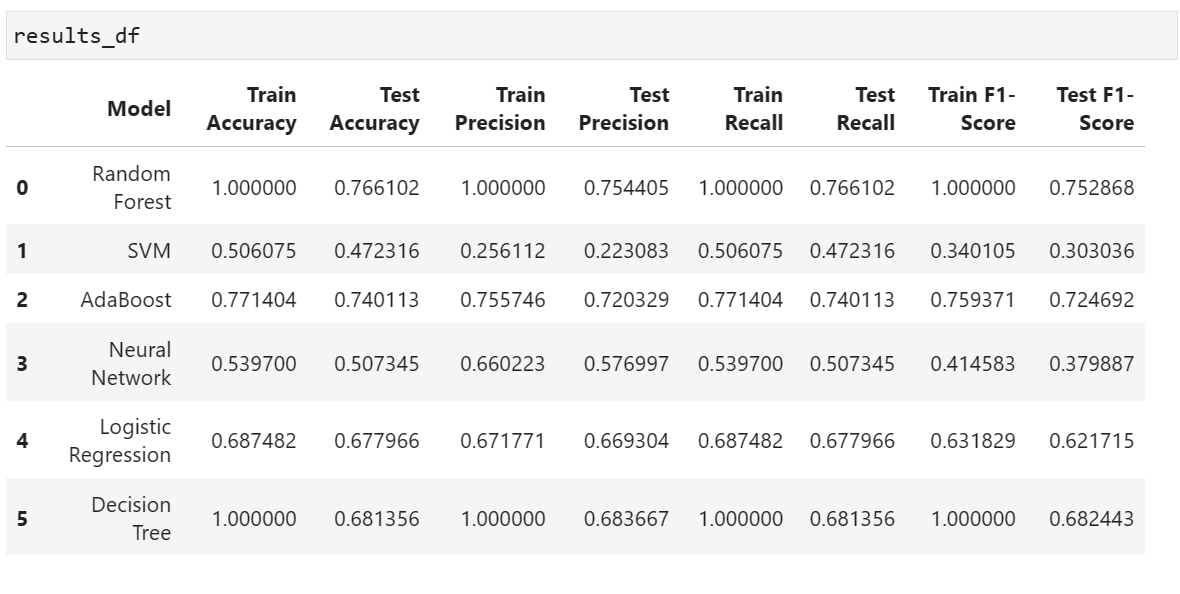 results_df
Model Train Accuracy Test Accuracy Train Precision Test Precision Train Recall Test Recall Train F1-Score Test F1-Score
0 Random Forest 1.000000 0.766102 1.000000 0.754405 1.000000 0.766102 1.000000 0.752868
1 SVM 0.506075 0.472316 0.256112 0.223083 0.506075 0.472316 0.340105 0.303036
2 AdaBoost 0.771404 0.740113 0.755746 0.720329 0.771404 0.740113 0.759371 0.724692
3 Neural Network 0.539700 0.507345 0.660223 0.576997 0.539700 0.507345 0.414583 0.379887
4 Logistic Regression 0.687482 0.677966 0.671771 0.669304 0.687482 0.677966 0.631829 0.621715
5 Decision Tree 1.000000 0.681356 1.000000 0.683667 1.000000 0.681356 1.000000 0.682443